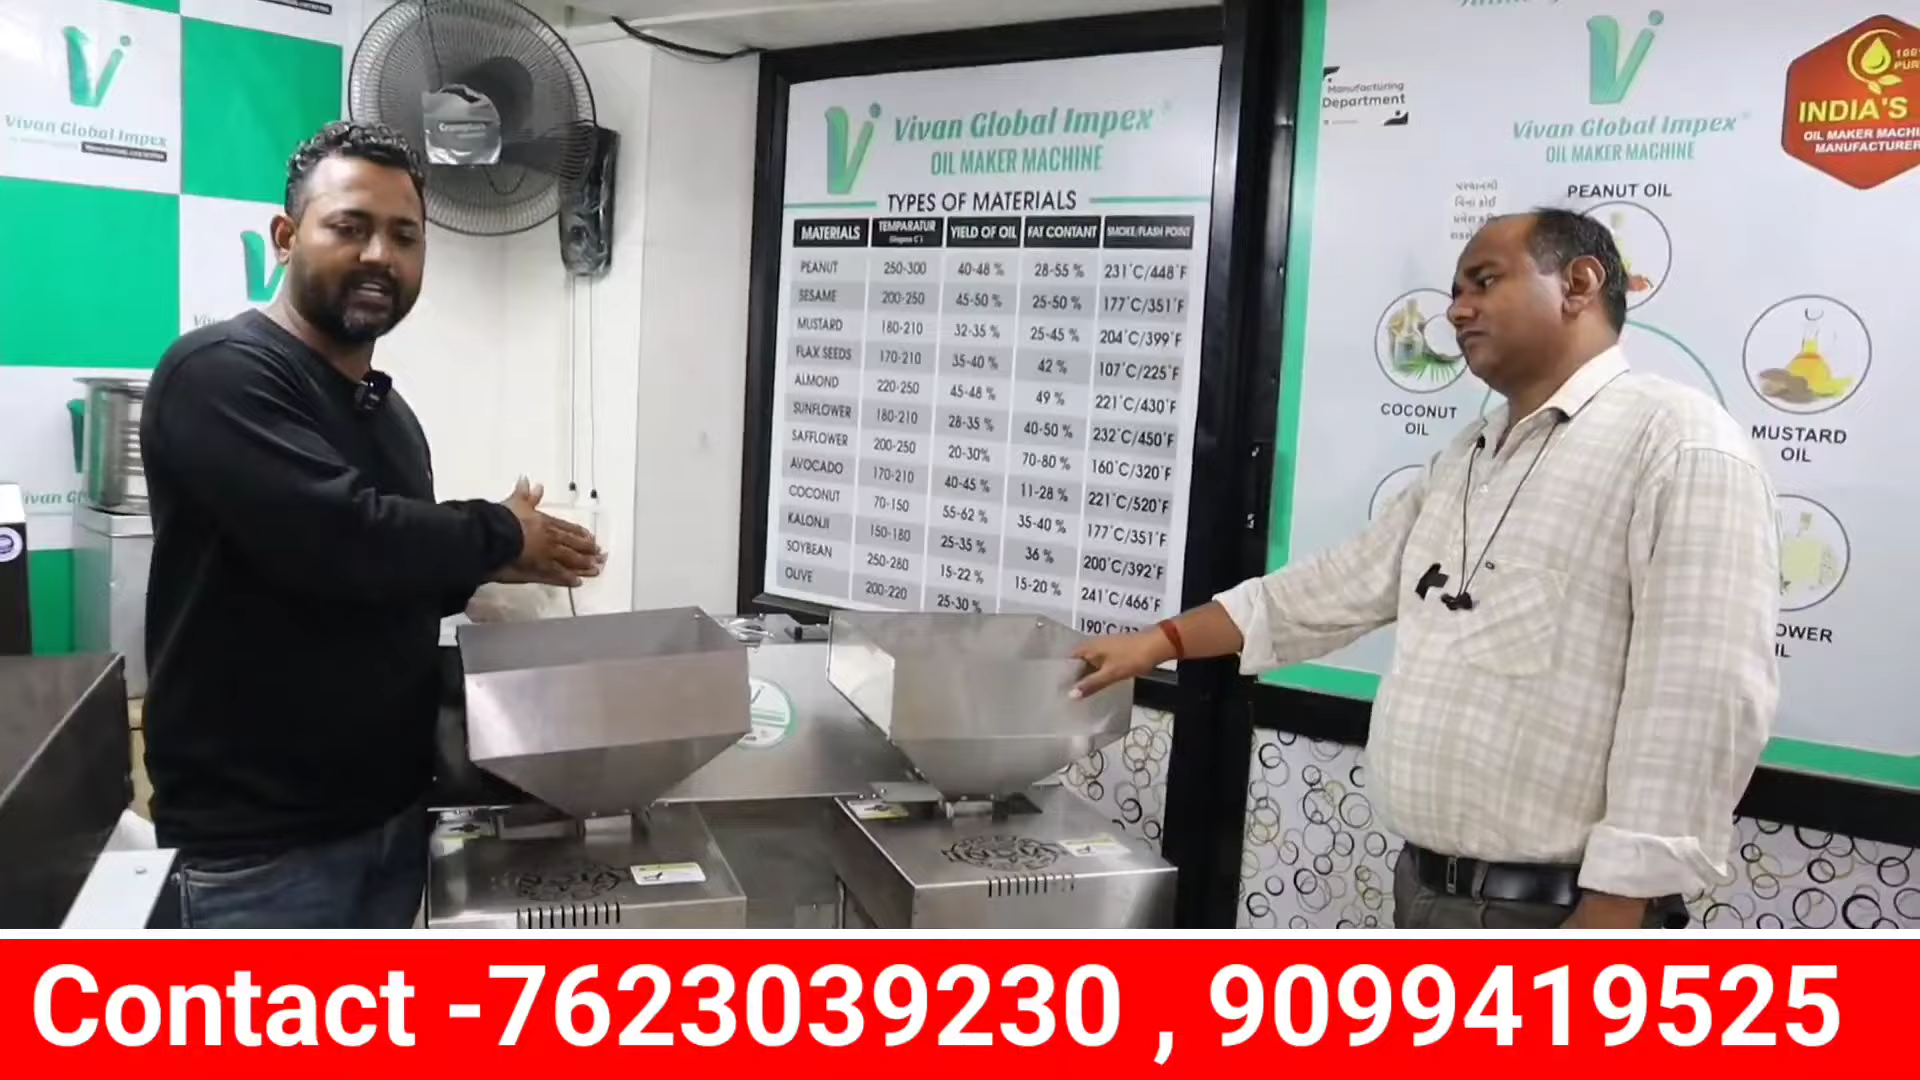 Vivan Global Impex
Vivan Global Impex
OIL MAKER MACHINE
TYPES OF MATERIALS
MATERIALS TEMPARATUR YIELD OF OIL FAT CONTANT SMOKE/FLASH POINT
PEANUT 250-300 40-48 % 28-55 % 231°C/448°F
SESAME 200-250 45-50 % 25-50 % 177°C/351°F
MUSTARD 180-210 32-35 % 25-45 % 204°C/399°F
FLAX SEEDS 170-210 35-40 % 42 % 107°C/225°F
ALMOND 220-250 45-48 % 49 % 221°C/430°F
SUNFLOWER 180-210 28-35 % 40-50 % 232°C/450°F
SAFFLOWER 200-250 20-30% 70-80 % 160°C/320°F
AVOCADO 170-210 40-45 % 11-28 % 221°C/520°F
COCONUT 70-150 55-62 % 35-40 % 177°C/351°F
KALONJI 150-180 25-35 % 36 % 200°C/392°F
SOYBEAN 250-280 15-22 % 15-20 % 241°C/466°F
OLIVE 200-220 25-30 % 190°C/
Manufacturing
Department
Vivan Global Impex
OIL MAKER MACHINE
100%
PUR
INDIA'S
OIL MAKER MACHI
MANUFACTURER
PEANUT OIL
COCONUT
OIL
MUSTARD
OIL
OWER
IL
Contact -7623039230 , 9099419525